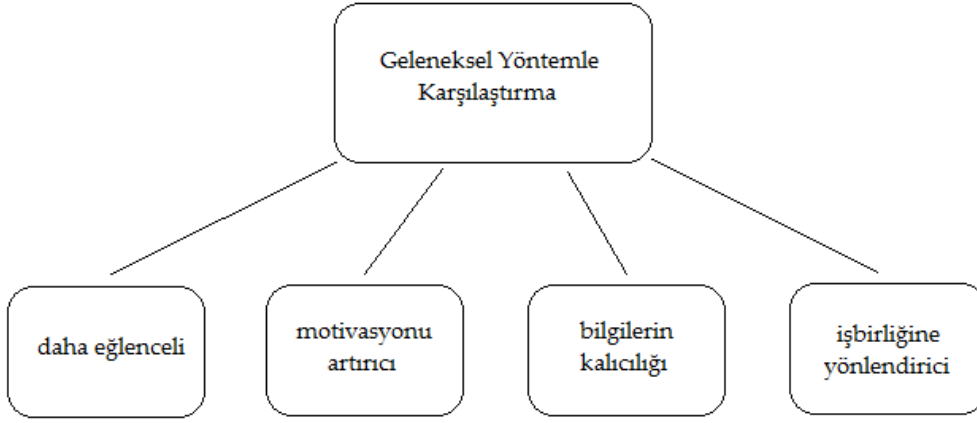 Geleneksel Yöntemle
Karşılaştırma
daha eğlenceli
motivasyonu
artırıcı
bilgilerin
kalıcılığı
işbirliğine
yönlendirici